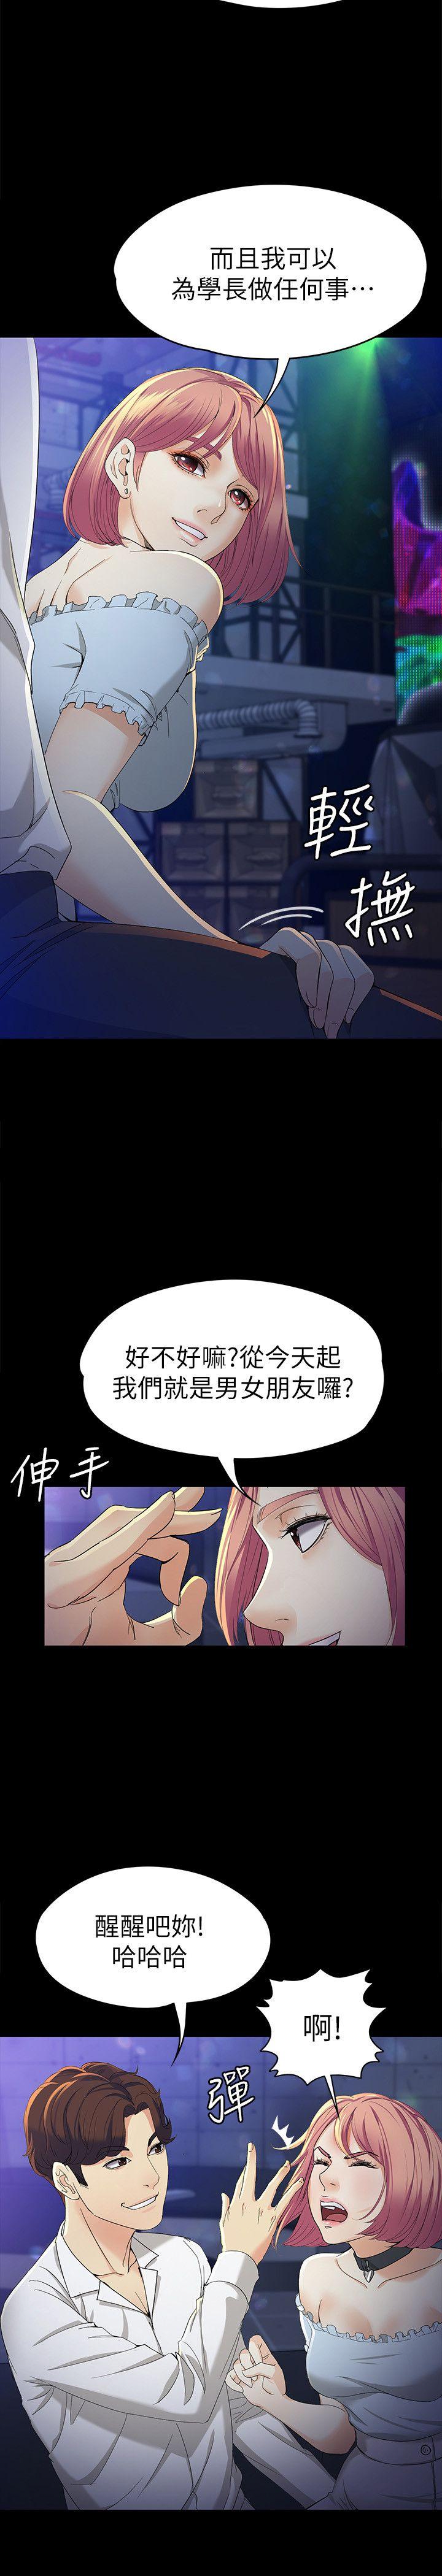 而且我可以
為學長做任何事…
輕
撫
好不好嘛?從今天起
我們就是男女朋友囉?
伸手
醒醒吧妳!
哈哈哈
啊!
彈